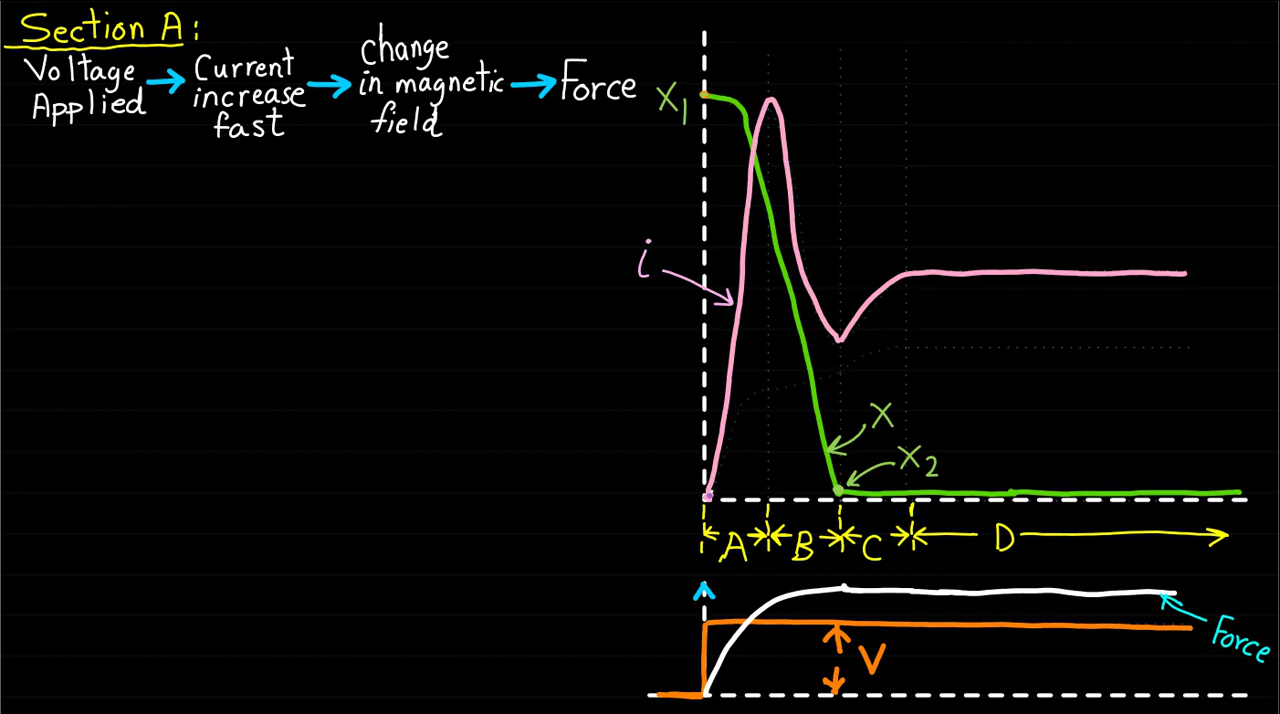 Section A:
Voltage
Applied
Current
increase
fast
change
in magnetic
field
Force
X1
i
X
X2
A
B
C
D
V
Force